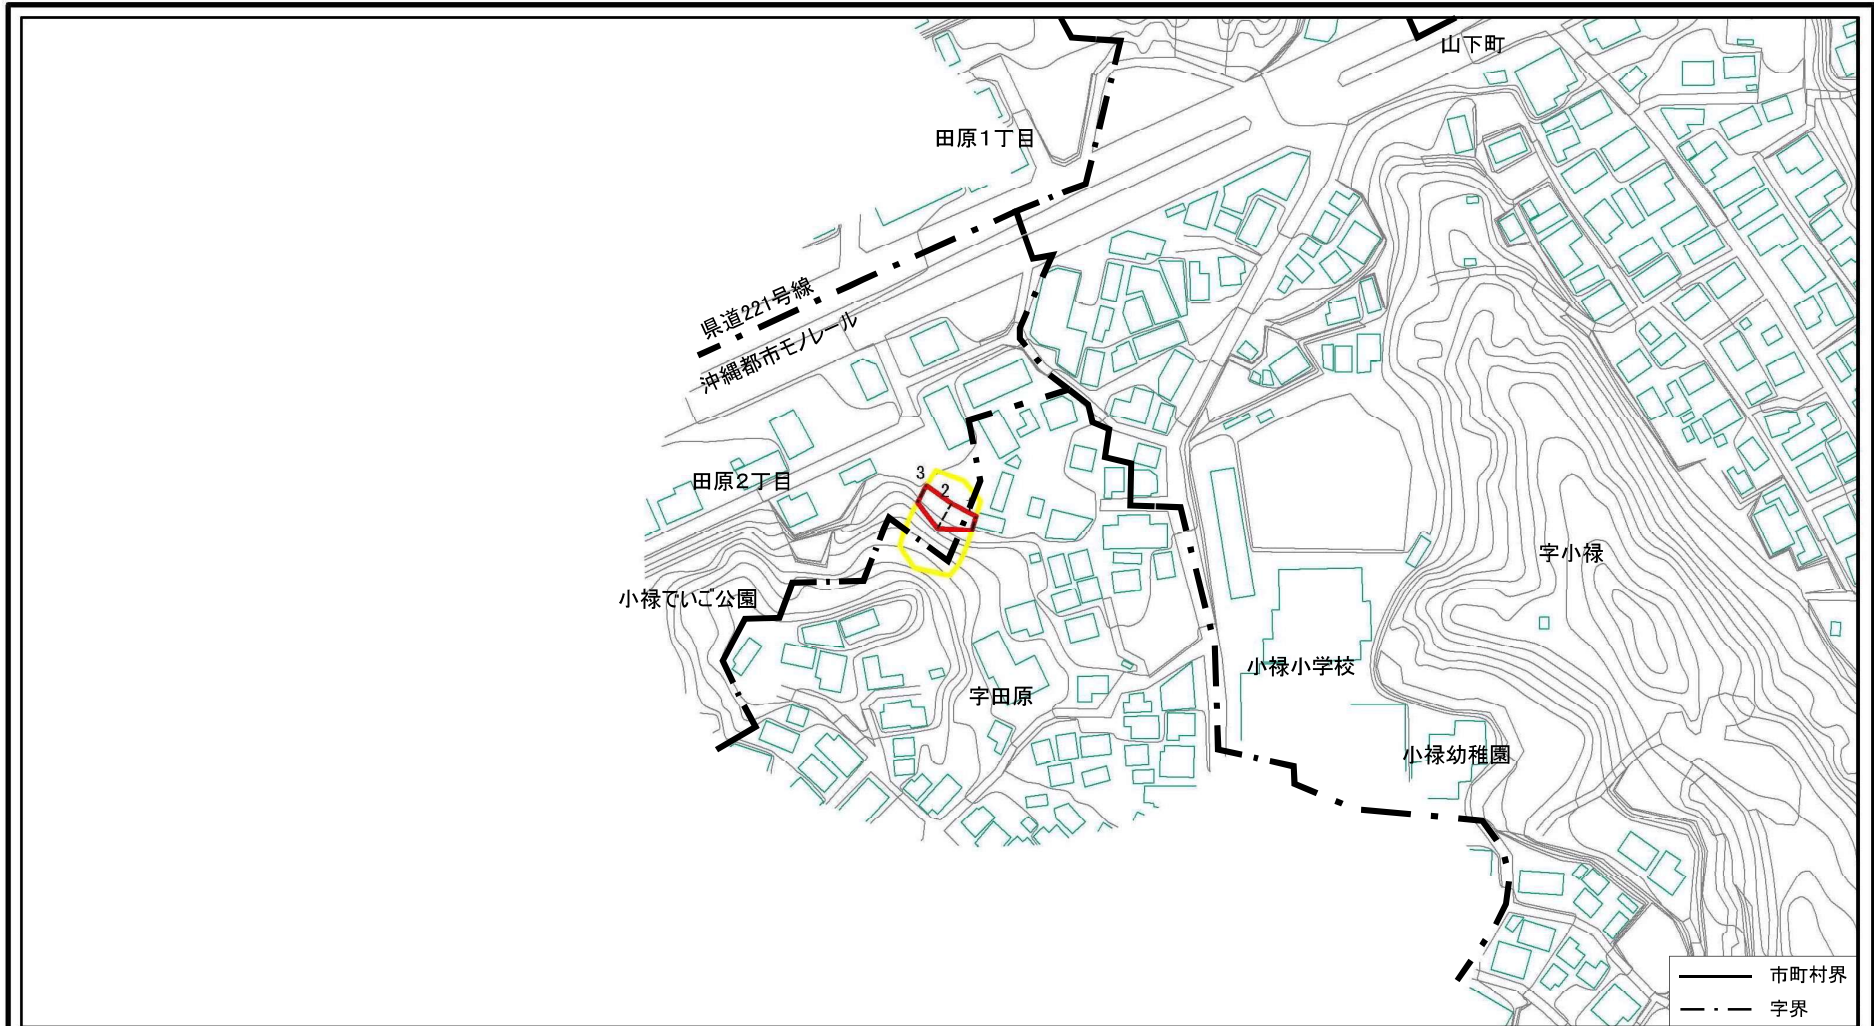 山下町
田原1丁目
県道221号線
沖縄都市モノレール
3
2
1
田原2丁目
字小禄
小禄でいご公園
小禄小学校
字田原
小禄幼稚園
市町村界
字界